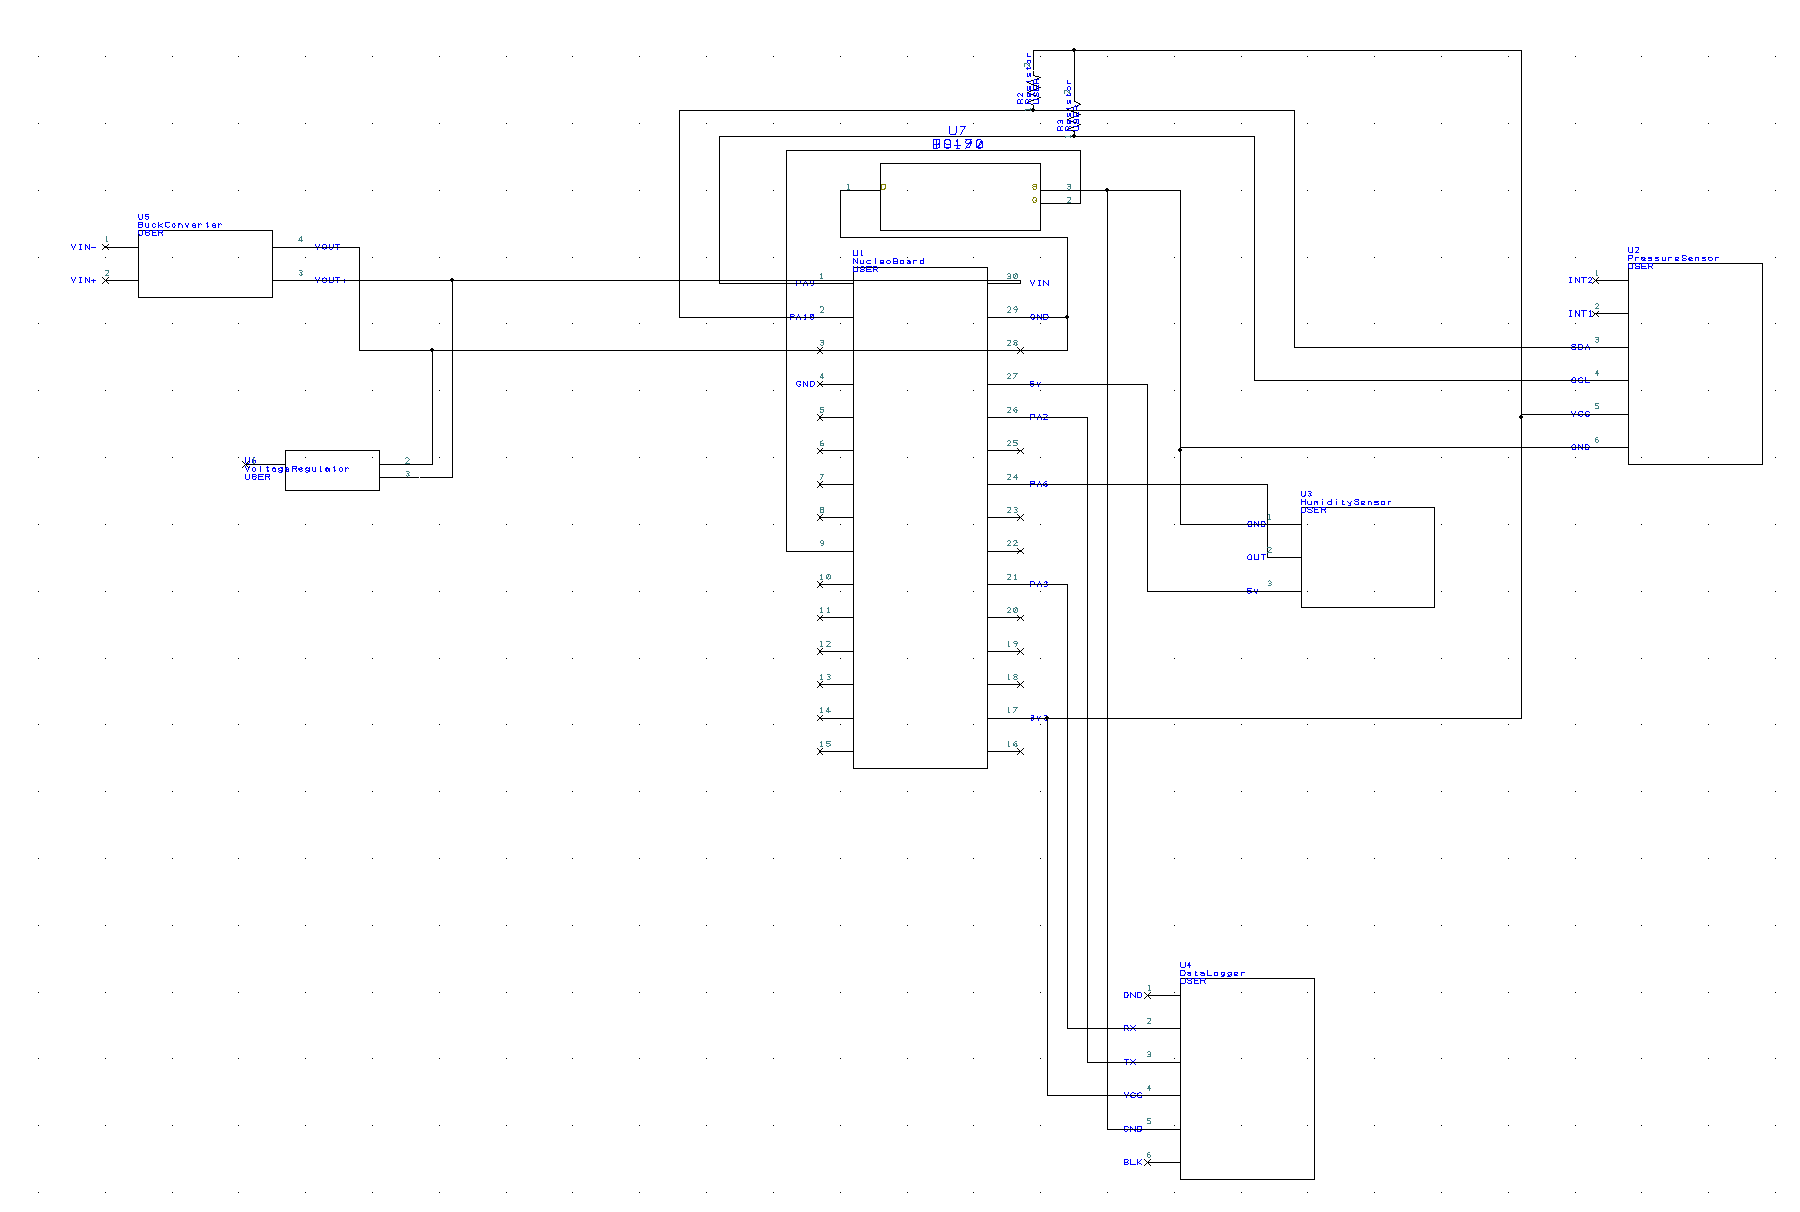 R2
Resistor
USER
R3
Resistor
USER
U7
1
D
3
2
U5
BuckConverter
USER
VIN-
1
4
VOUT-
VIN+
2
3
VOUT+
U1
NucleoBoard
USER
1
PA9
30
VIN
2
PA10
29
GND
3
28
GND
4
27
5v
5
26
PA2
6
25
7
24
PA6
8
23
9
22
10
21
PA3
11
20
12
19
13
18
14
17
3v3
15
16
U2
PressureSensor
USER
INT2
1
INT1
2
SDA
3
SCL
4
VCC
5
GND
6
U6
VoltageRegulator
USER
2
3
U3
HumiditySensor
USER
GND
1
OUT
2
5v
3
U4
DataLogger
USER
GND
1
RX
2
TX
3
VCC
4
GND
5
BLK
6